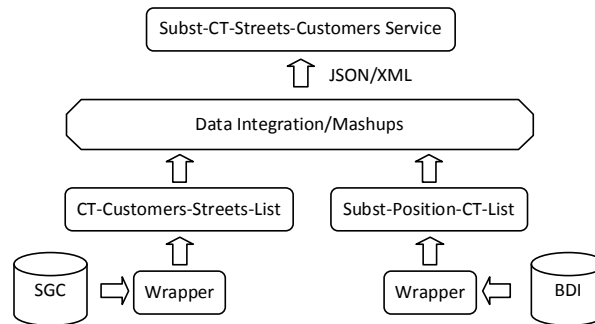 Subst-CT-Streets-Customers Service
JSON/XML
Data Integration/Mashups
CT-Customers-Streets-List
Subst-Position-CT-List
SGC
Wrapper
Wrapper
BDI